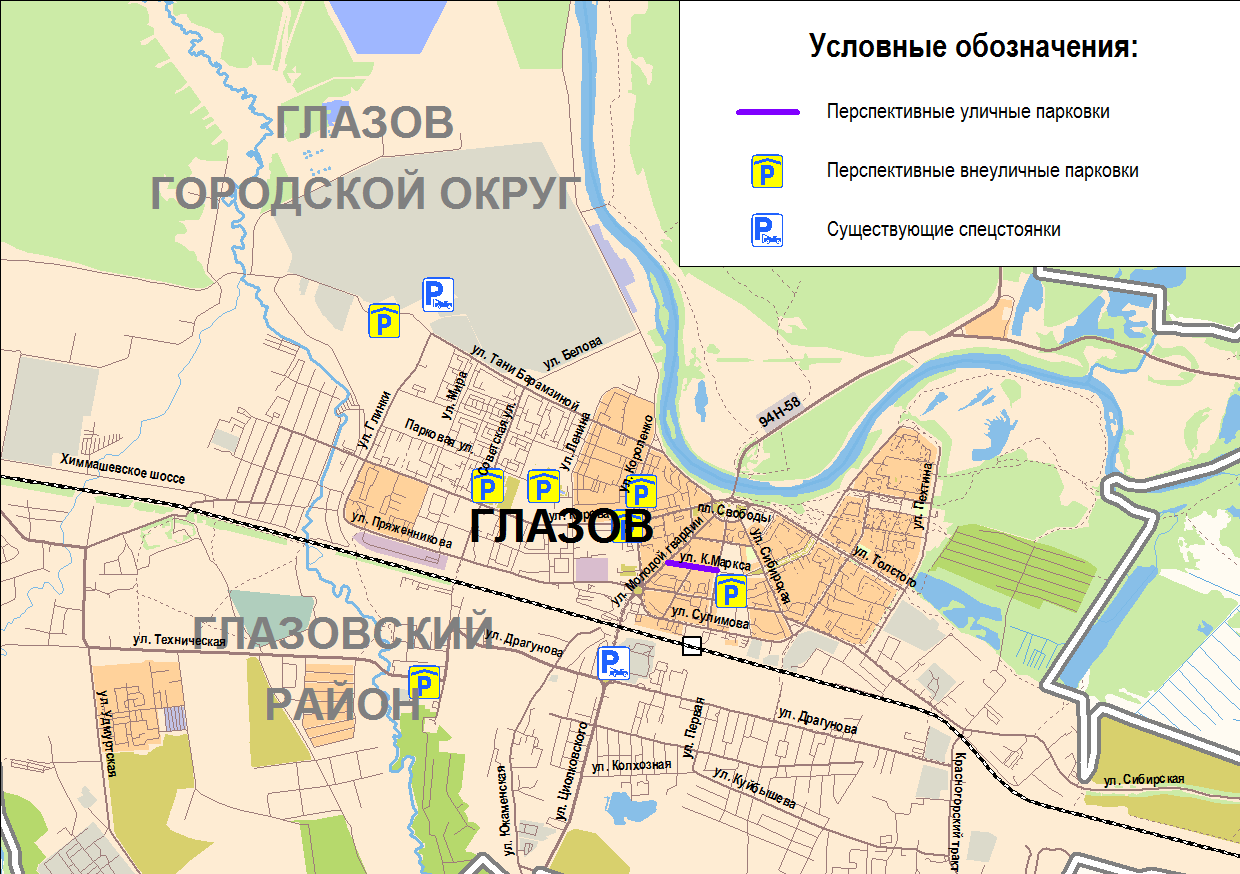 Условные обозначения:
Перспективные уличные парковки
P
Перспективные внеуличные парковки
P
Существующие спецстоянки
ГЛАЗОВ
ГОРОДСКОЙ ОКРУГ
P
P
ул. Белова
ул. Тани Барамзиной
ул. Мира
ул. Глинки
94Н-58
Парковая ул.
Советская ул.
ул. Ленина
ул. Короленко
Химмашевское шоссе
P
P
P
ул. Пехтина
ул. Пряженникова
ул. Кирова
пл. Свободы
ГЛАЗОВ
P
ул. Молодой гвардии
ул. К.Маркса
ул. Сибирская
ул. Толстого
P
ул. Сулимова
ГЛАЗОВСКИЙ
РАЙОН
ул. Техническая
ул. Драгунова
P
P
ул. Удмуртская
ул. Первая
ул. Драгунова
ул. Циолковского
ул. Колхозная
ул. Куйбышева
ул. Юкаменская
Красногорский тракт
ул. Сибирская